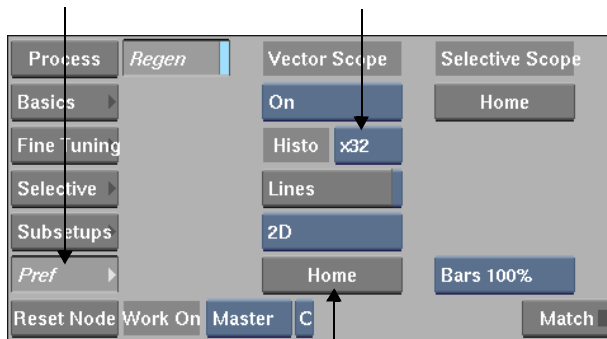 Process Regen Vector Scope Selective Scope
Basics On Home
Fine Tuning Histo x32
Selective Lines
Subsetups 2D
Pref Home Bars 100%
Reset Node Work On Master C Match